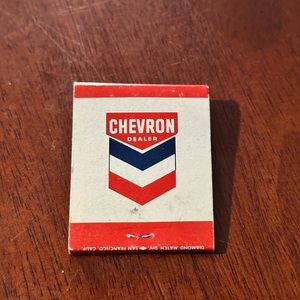 CHEVRON
DEALER
DIAMOND MATCH DIV. SAN FRANCISCO, CALIF.